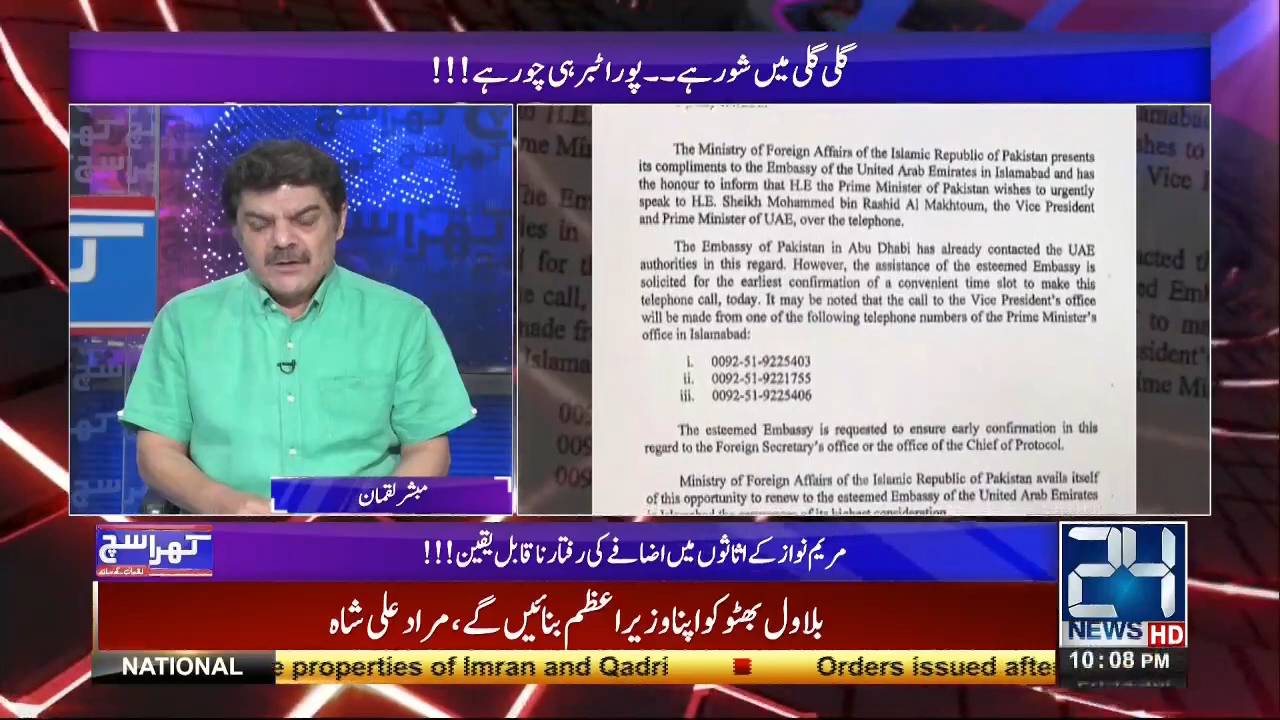 گلی گلی میں شور ہے۔۔پورا ٹبر ہی چور ہے!!!
The Ministry of Foreign Affairs of the Islamic Republic of Pakistan presents
its compliments to the Embassy of the United Arab Emirates in Islamabad and has
the honour to inform that H.E the Prime Minister of Pakistan wishes to urgently
speak to H.E. Sheikh Mohammed bin Rashid Al Makhtoum, the Vice President
and Prime Minister of UAE, over the telephone.
The Embassy of Pakistan in Abu Dhabi has already contacted the UAE
authorities in this regard. However, the assistance of the esteemed Embassy is
solicited for the earliest confirmation of a convenient time slot to make this
telephone call, today. It may be noted that the call to the Vice President's office
will be made from one of the following telephone numbers of the Prime Minister's
office in Islamabad:
i. 0092-51-9225403
ii. 0092-51-9221755
iii. 0092-51-9225406
The esteemed Embassy is requested to ensure early confirmation in this
regard to the Foreign Secretary's office or the office of the Chief of Protocol.
Ministry of Foreign Affairs of the Islamic Republic of Pakistan avails itself
of this opportunity to renew to the esteemed Embassy of the United Arab Emirates
مبشر لقمان
کھرا سچ
مریم نواز کے اثاثوں میں اضافے کی رفتار ناقابل یقین!!!
بلاول بھٹو کو اپنا وزیراعظم بنائیں گے، مراد علی شاہ
24
NEWS HD
10:08 PM
NATIONAL
e properties of Imran and Qadri Orders issued afte